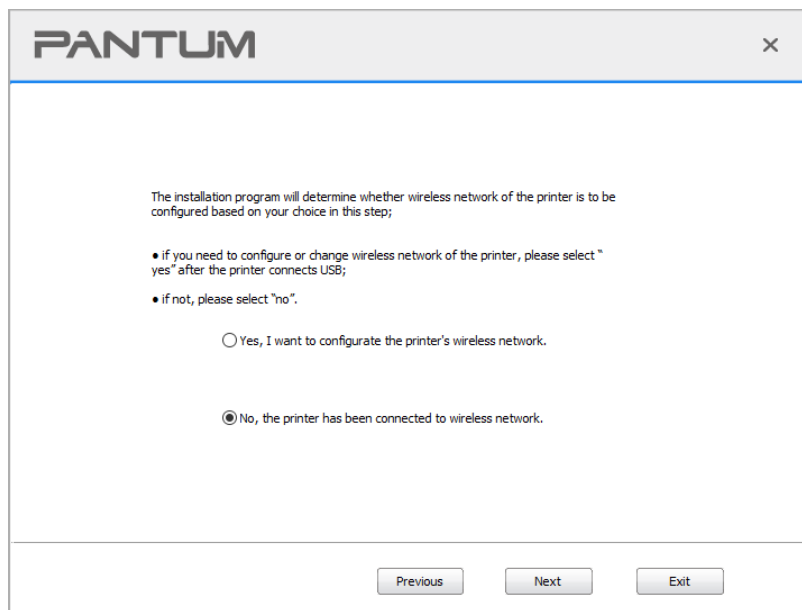 PANTUM
The installation program will determine whether wireless network of the printer is to be
configured based on your choice in this step;
● if you need to configure or change wireless network of the printer, please select “
yes” after the printer connects USB;
● if not, please select “no”.
Yes, I want to configurate the printer's wireless network.
No, the printer has been connected to wireless network.
Previous Next Exit